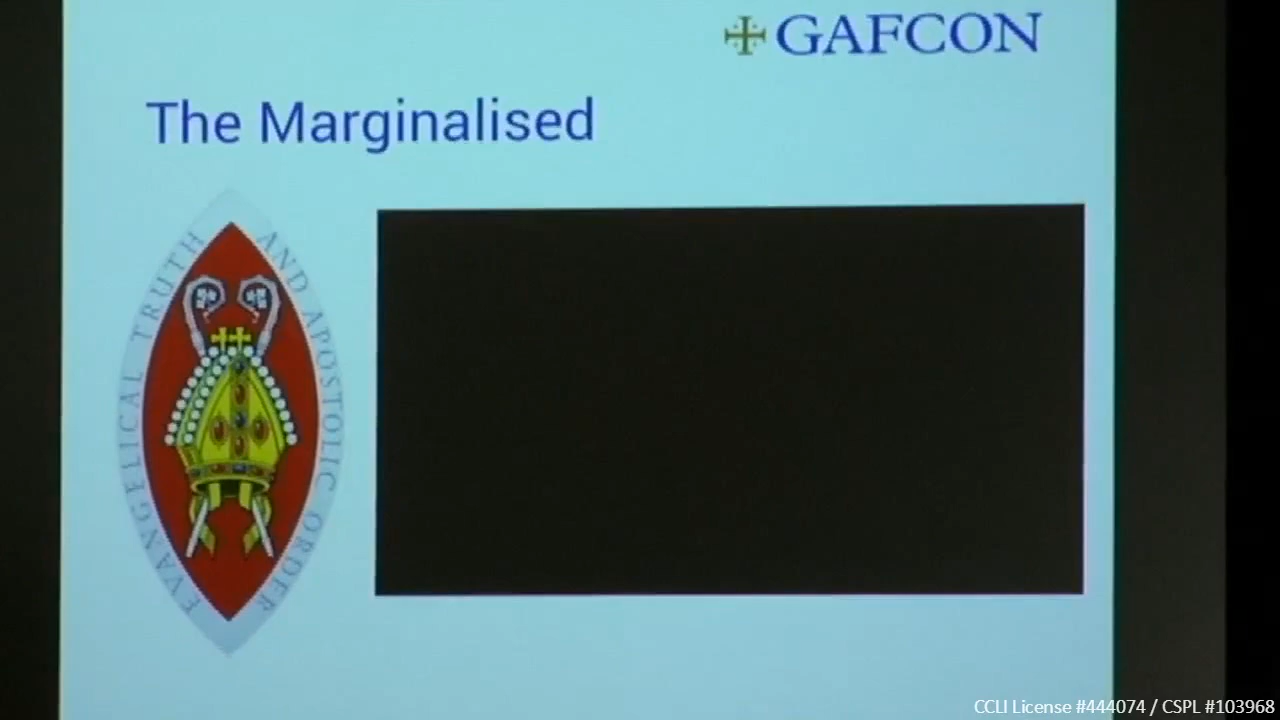 GAFCON
The Marginalised
EVANGELICAL TRUTH AND APOSTOLIC ORDER
CCLI License #444074 / CSPL #103968